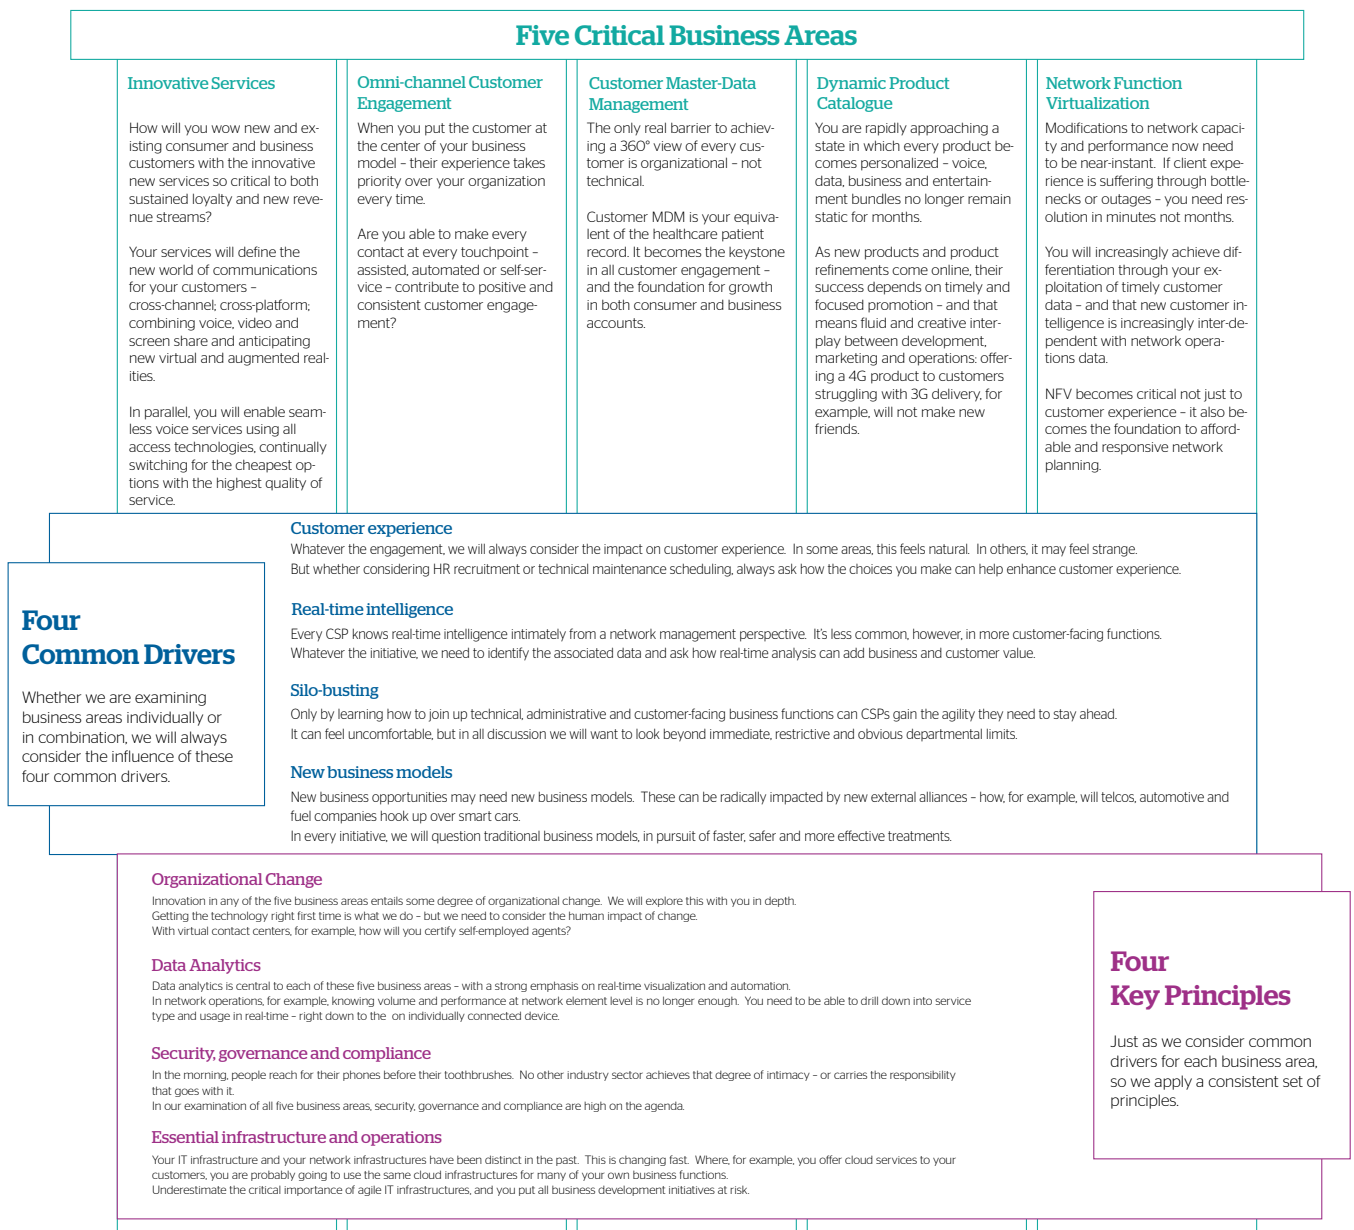 Five Critical Business Areas
Innovative Services
How will you wow new and ex-
isting consumer and business
customers with the innovative
new services so critical to both
sustained loyalty and new reve-
nue streams?
Your services will define the
new world of communications
for your customers –
cross-channel; cross-platform;
combining voice, video and
screen share and anticipating
new virtual and augmented real-
ities.
In parallel, you will enable seam-
less voice services using all
access technologies, continually
switching for the cheapest op-
tions with the highest quality of
service.
Omni-channel Customer
Engagement
When you put the customer at
the center of your business
model – their experience takes
priority over your organization
every time.
Are you able to make every
contact at every touchpoint –
assisted, automated or self-ser-
vice – contribute to positive and
consistent customer engage-
ment?
Customer Master-Data
Management
The only real barrier to achiev-
ing a 360° view of every cus-
tomer is organizational – not
technical.
Customer MDM is your equiva-
lent of the healthcare patient
record. It becomes the keystone
in all customer engagement –
and the foundation for growth
in both consumer and business
accounts.
Dynamic Product
Catalogue
You are rapidly approaching a
state in which every product be-
comes personalized – voice,
data, business and entertain-
ment bundles no longer remain
static for months.
As new products and product
refinements come online, their
success depends on timely and
focused promotion – and that
means fluid and creative inter-
play between development,
marketing and operations: offer-
ing a 4G product to customers
struggling with 3G delivery, for
example, will not make new
friends.
Network Function
Virtualization
Modifications to network capaci-
ty and performance now need
to be near-instant. If client expe-
rience is suffering through bottle-
necks or outages – you need res-
olution in minutes not months.
You will increasingly achieve dif-
ferentiation through your ex-
ploitation of timely customer
data – and that new customer in-
telligence is increasingly inter-de-
pendent with network opera-
tions data.
NFV becomes critical not just to
customer experience – it also be-
comes the foundation to afford-
able and responsive network
planning.
Four
Common Drivers
Whether we are examining
business areas individually or
in combination, we will always
consider the influence of these
four common drivers.
Customer experience
Whatever the engagement, we will always consider the impact on customer experience. In some areas, this feels natural. In others, it may feel strange.
But whether considering HR recruitment or technical maintenance scheduling, always ask how the choices you make can help enhance customer experience.
Real-time intelligence
Every CSP knows real-time intelligence intimately from a network management perspective. It's less common, however, in more customer-facing functions.
Whatever the initiative, we need to identify the associated data and ask how real-time analysis can add business and customer value.
Silo-busting
Only by learning how to join up technical, administrative and customer-facing business functions can CSPs gain the agility they need to stay ahead.
It can feel uncomfortable, but in all discussion we will want to look beyond immediate, restrictive and obvious departmental limits.
New business models
New business opportunities may need new business models. These can be radically impacted by new external alliances – how, for example, will telcos, automotive and
fuel companies hook up over smart cars.
In every initiative, we will question traditional business models, in pursuit of faster, safer and more effective treatments.
Organizational Change
Innovation in any of the five business areas entails some degree of organizational change. We will explore this with you in depth.
Getting the technology right first time is what we do – but we need to consider the human impact of change.
With virtual contact centers, for example, how will you certify self-employed agents?
Data Analytics
Data analytics is central to each of these five business areas – with a strong emphasis on real-time visualization and automation.
In network operations, for example, knowing volume and performance at network element level is no longer enough. You need to be able to drill down into service
type and usage in real-time – right down to the on individually connected device.
Security, governance and compliance
In the morning, people reach for their phones before their toothbrushes. No other industry sector achieves that degree of intimacy – or carries the responsibility
that goes with it.
In our examination of all five business areas, security, governance and compliance are high on the agenda.
Essential infrastructure and operations
Your IT infrastructure and your network infrastructures have been distinct in the past. This is changing fast. Where, for example, you offer cloud services to your
customers, you are probably going to use the same cloud infrastructures for many of your own business functions.
Underestimate the critical importance of agile IT infrastructures, and you put all business development initiatives at risk.
Four
Key Principles
Just as we consider common
drivers for each business area,
so we apply a consistent set of
principles.